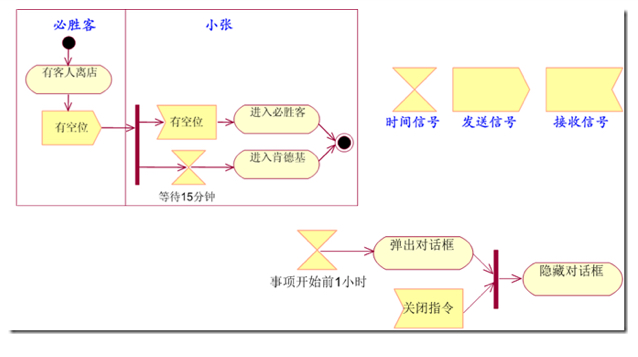 必胜客
小张
有客人离店
有空位
有空位
进入必胜客
进入肯德基
等待15分钟
时间信号
发送信号
接收信号
弹出对话框
事项开始前1小时
隐藏对话框
关闭指令